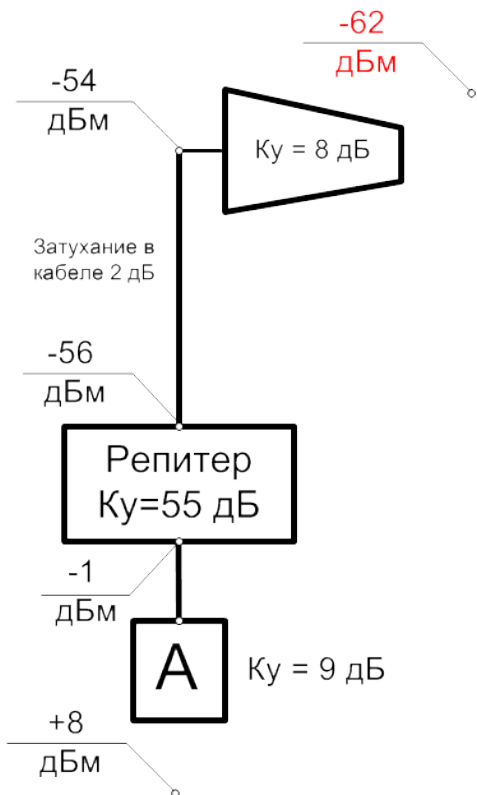 -62
дБм
-54
дБм
Ку = 8 дБ
Затухание в
кабеле 2 дБ
-56
дБм
Репитер
Ку=55 дБ
-1
дБм
А
Ку = 9 дБ
+8
дБм